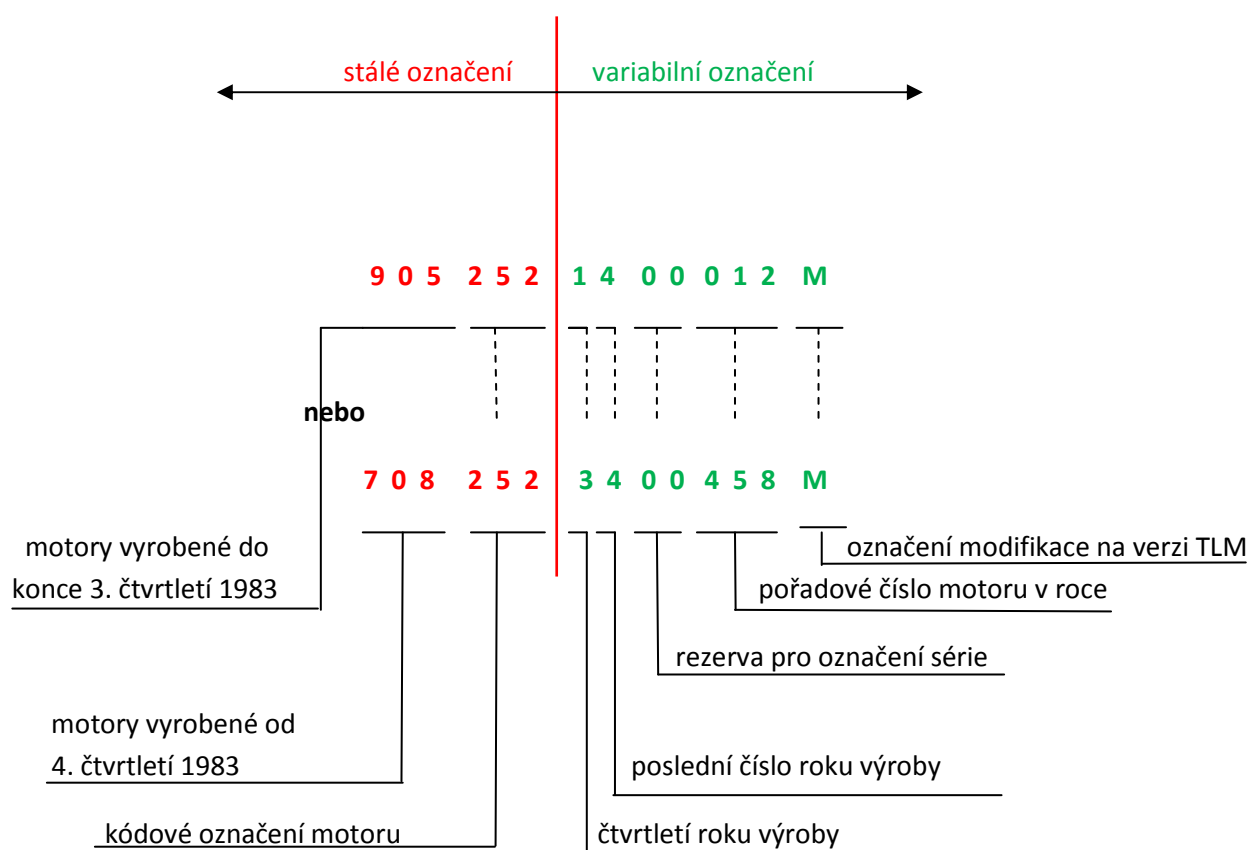 stálé označení variabilní označení
9 0 5 2 5 2 1 4 0 0 0 1 2 M
nebo
7 0 8 2 5 2 3 4 0 0 4 5 8 M
motory vyrobené do
konce 3. čtvrtletí 1983
označení modifikace na verzi TLM
pořadové číslo motoru v roce
rezerva pro označení série
motory vyrobené od
4. čtvrtletí 1983
poslední číslo roku výroby
kódové označení motoru
čtvrtletí roku výroby